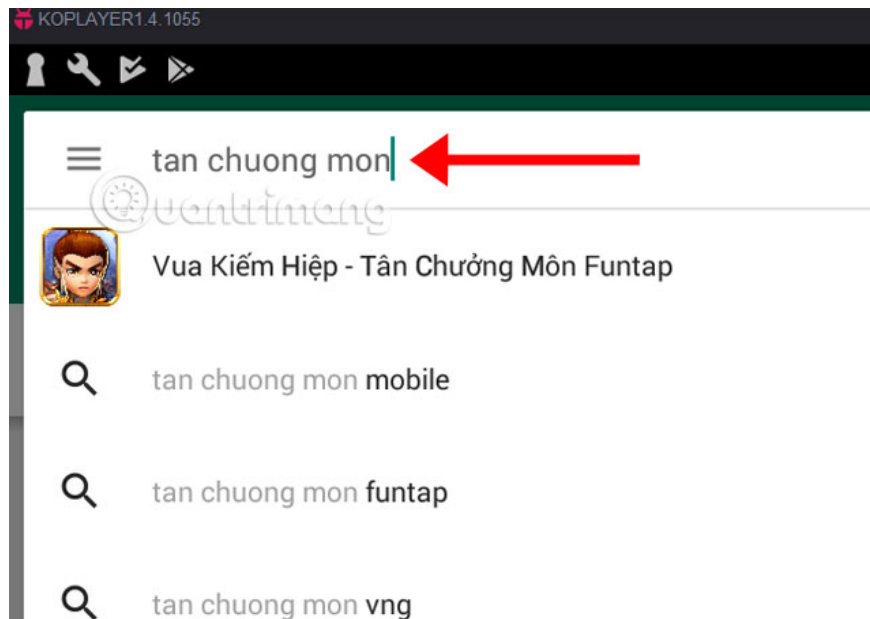 KOPLAYER1.4.1055
tan chuong mon
Quantrimang
Vua Kiếm Hiệp - Tân Chưởng Môn Funtap
tan chuong mon mobile
tan chuong mon funtap
tan chuong mon vng